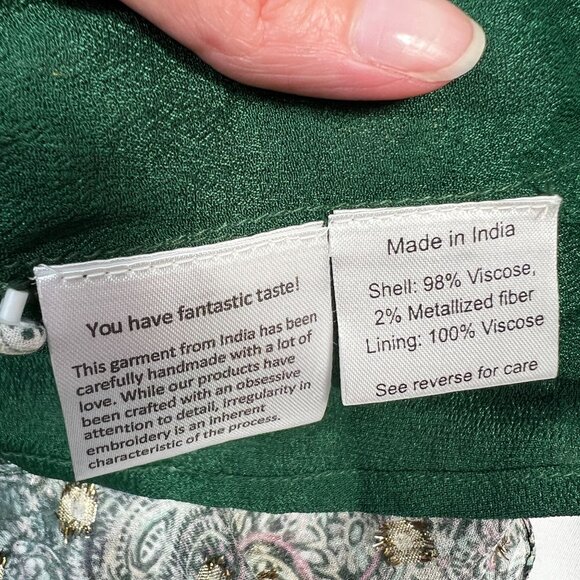 You have fantastic taste!
This garment from India has been
carefully handmade with a lot of
love. While our products have
been crafted with an obsessive
attention to detail, irregularity in
embroidery is an inherent
characteristic of the process.
Made in India
Shell: 98% Viscose,
2% Metallized fiber
Lining: 100% Viscose
See reverse for care